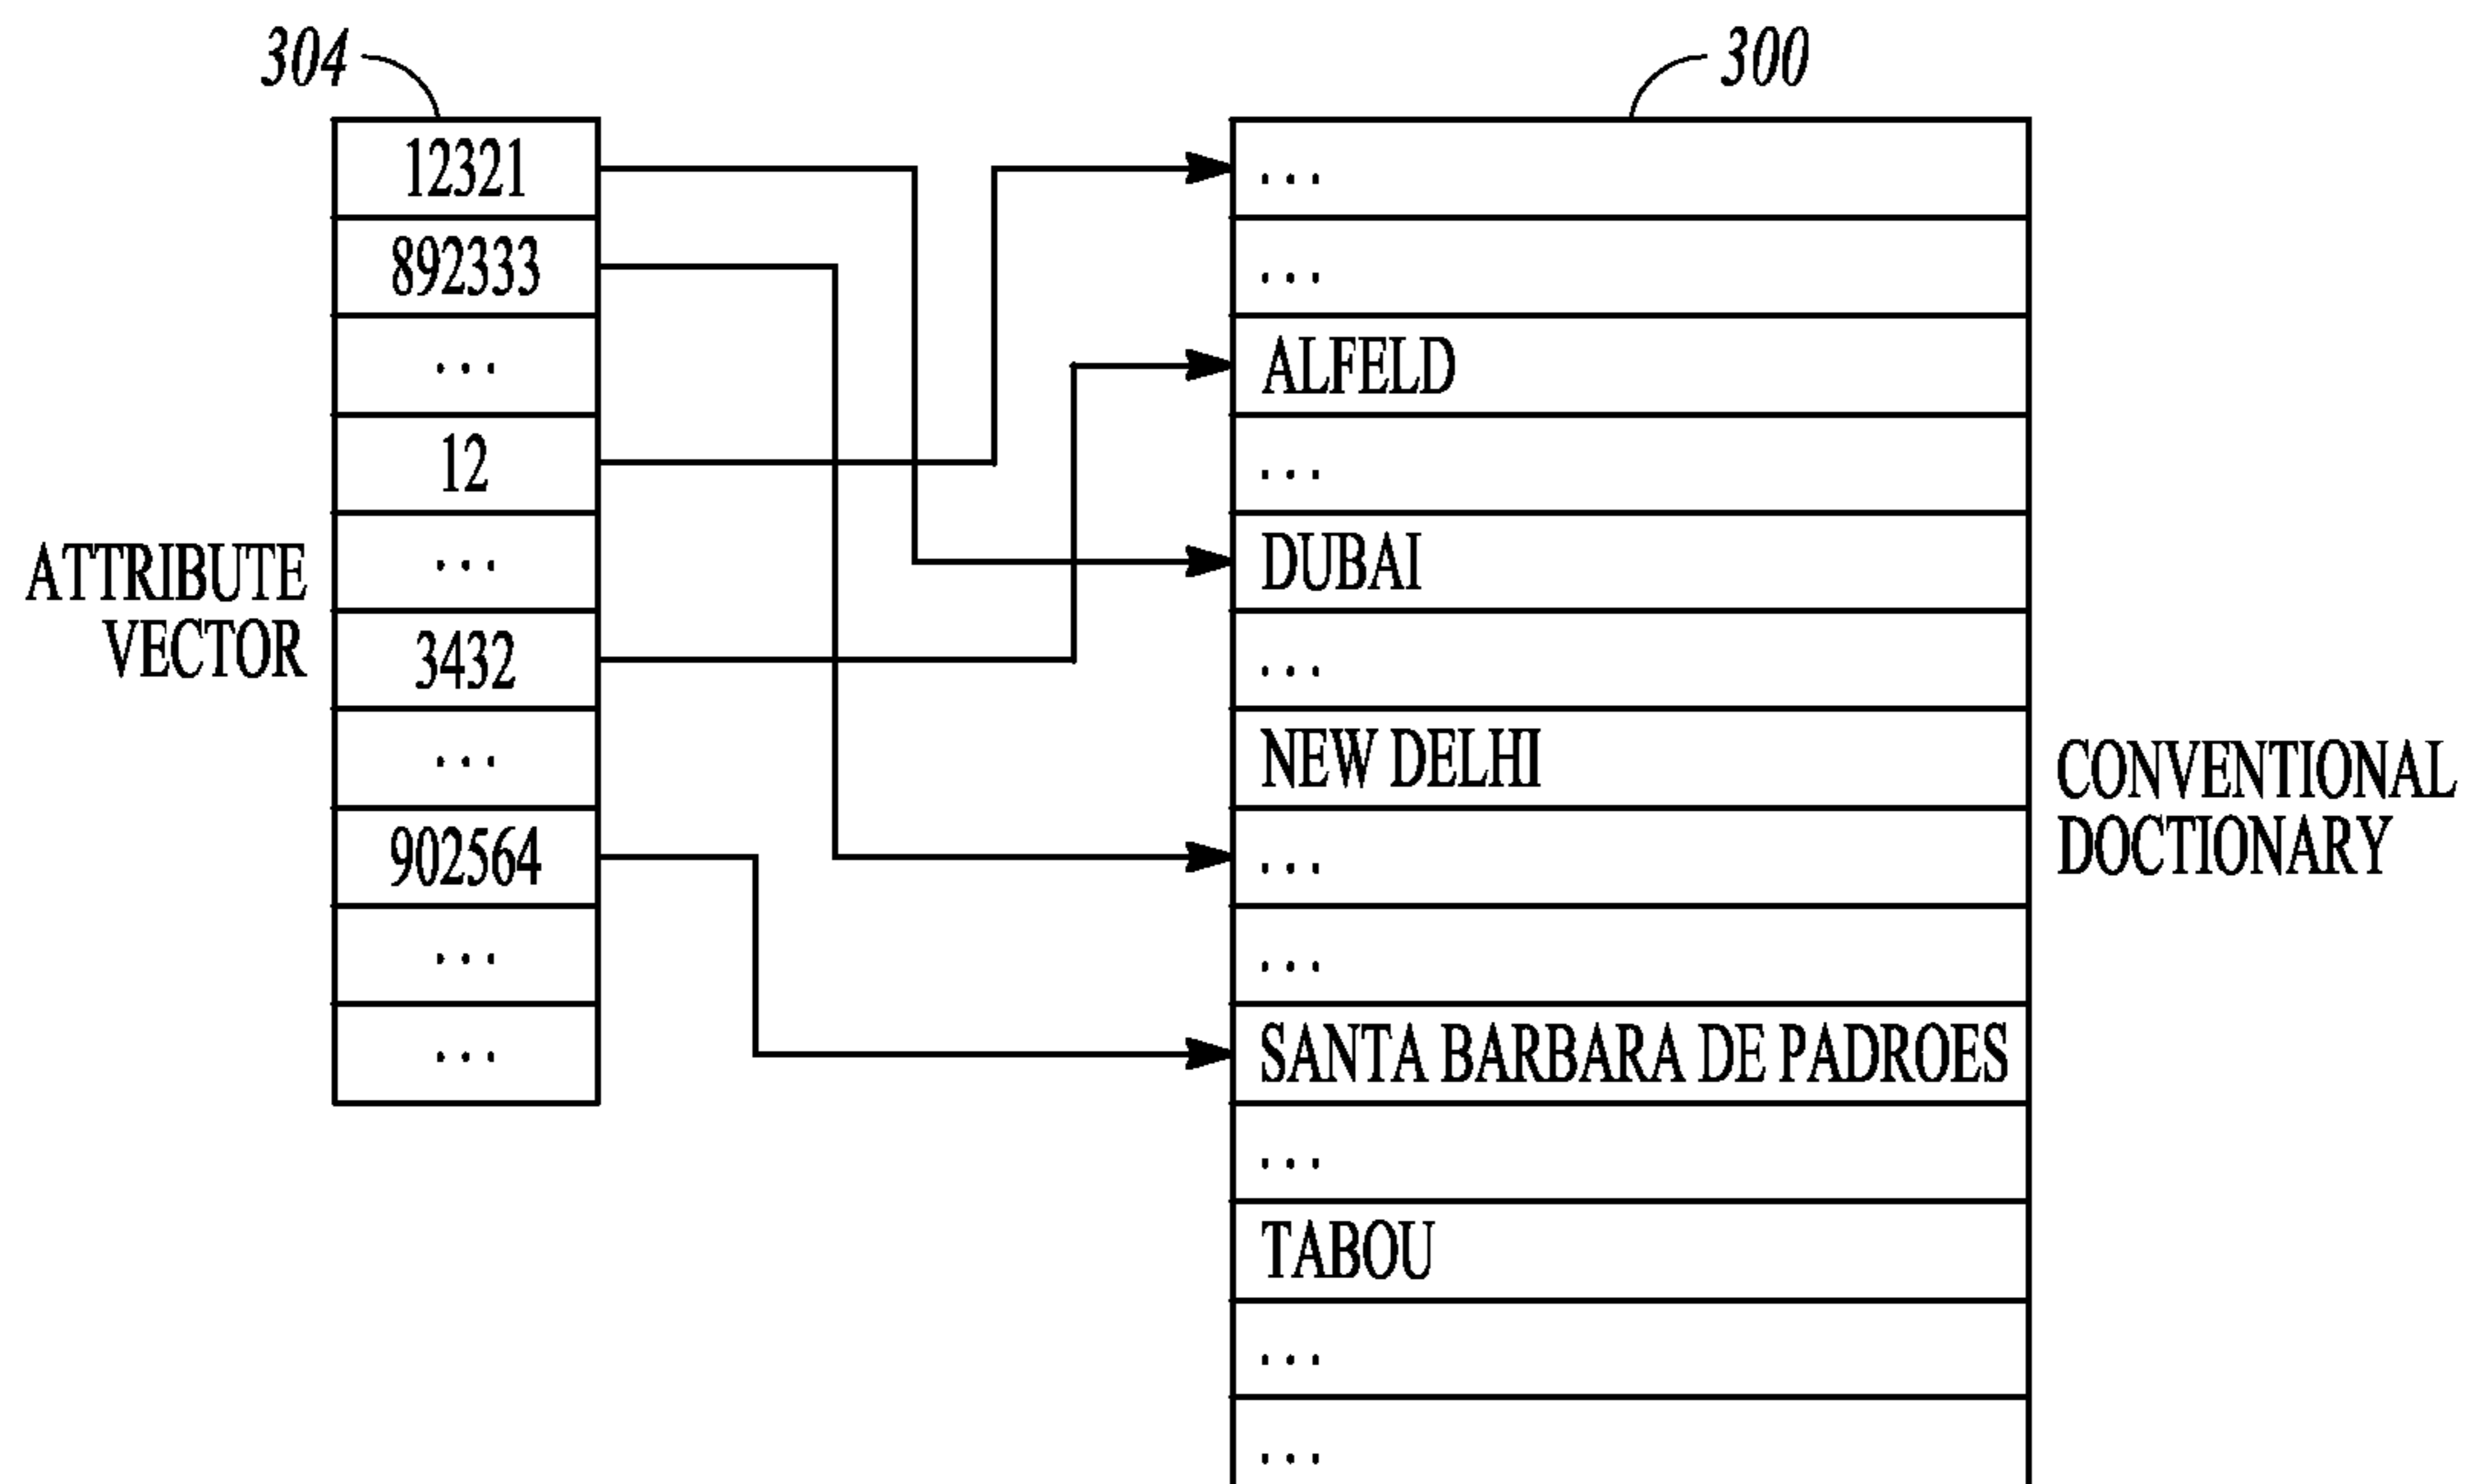 304
300
12321
892333
...
12
...
3432
...
902564
...
...
ATTRIBUTE
VECTOR
...
...
ALFELD
...
DUBAI
...
NEW DELHI
...
...
SANTA BARBARA DE PADROES
...
TABOU
...
...
CONVENTIONAL
DOCTIONARY